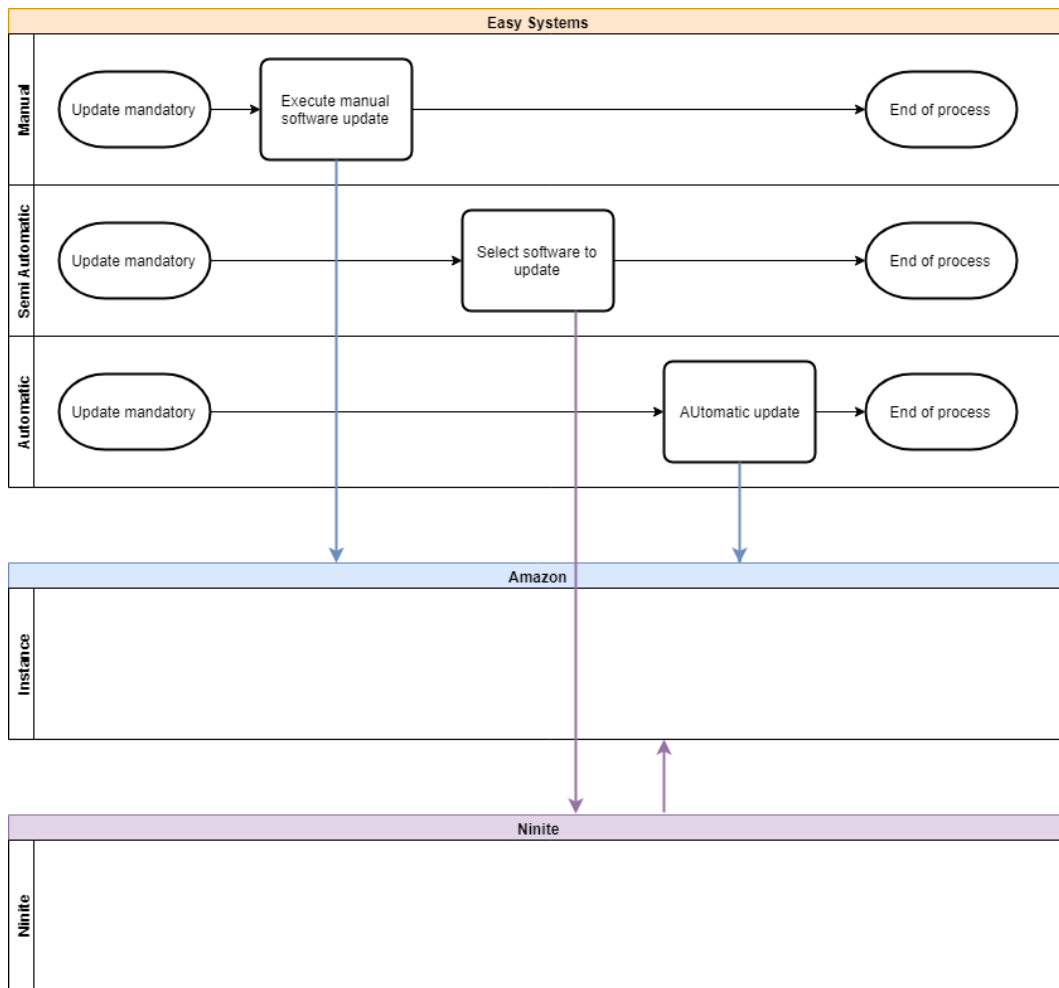 Easy Systems
Manual
Update mandatory
Execute manual
software update
End of process
Semi Automatic
Update mandatory
Select software to
update
End of process
Automatic
Update mandatory
AUtomatic update
End of process
Amazon
Instance
Ninite
Ninite